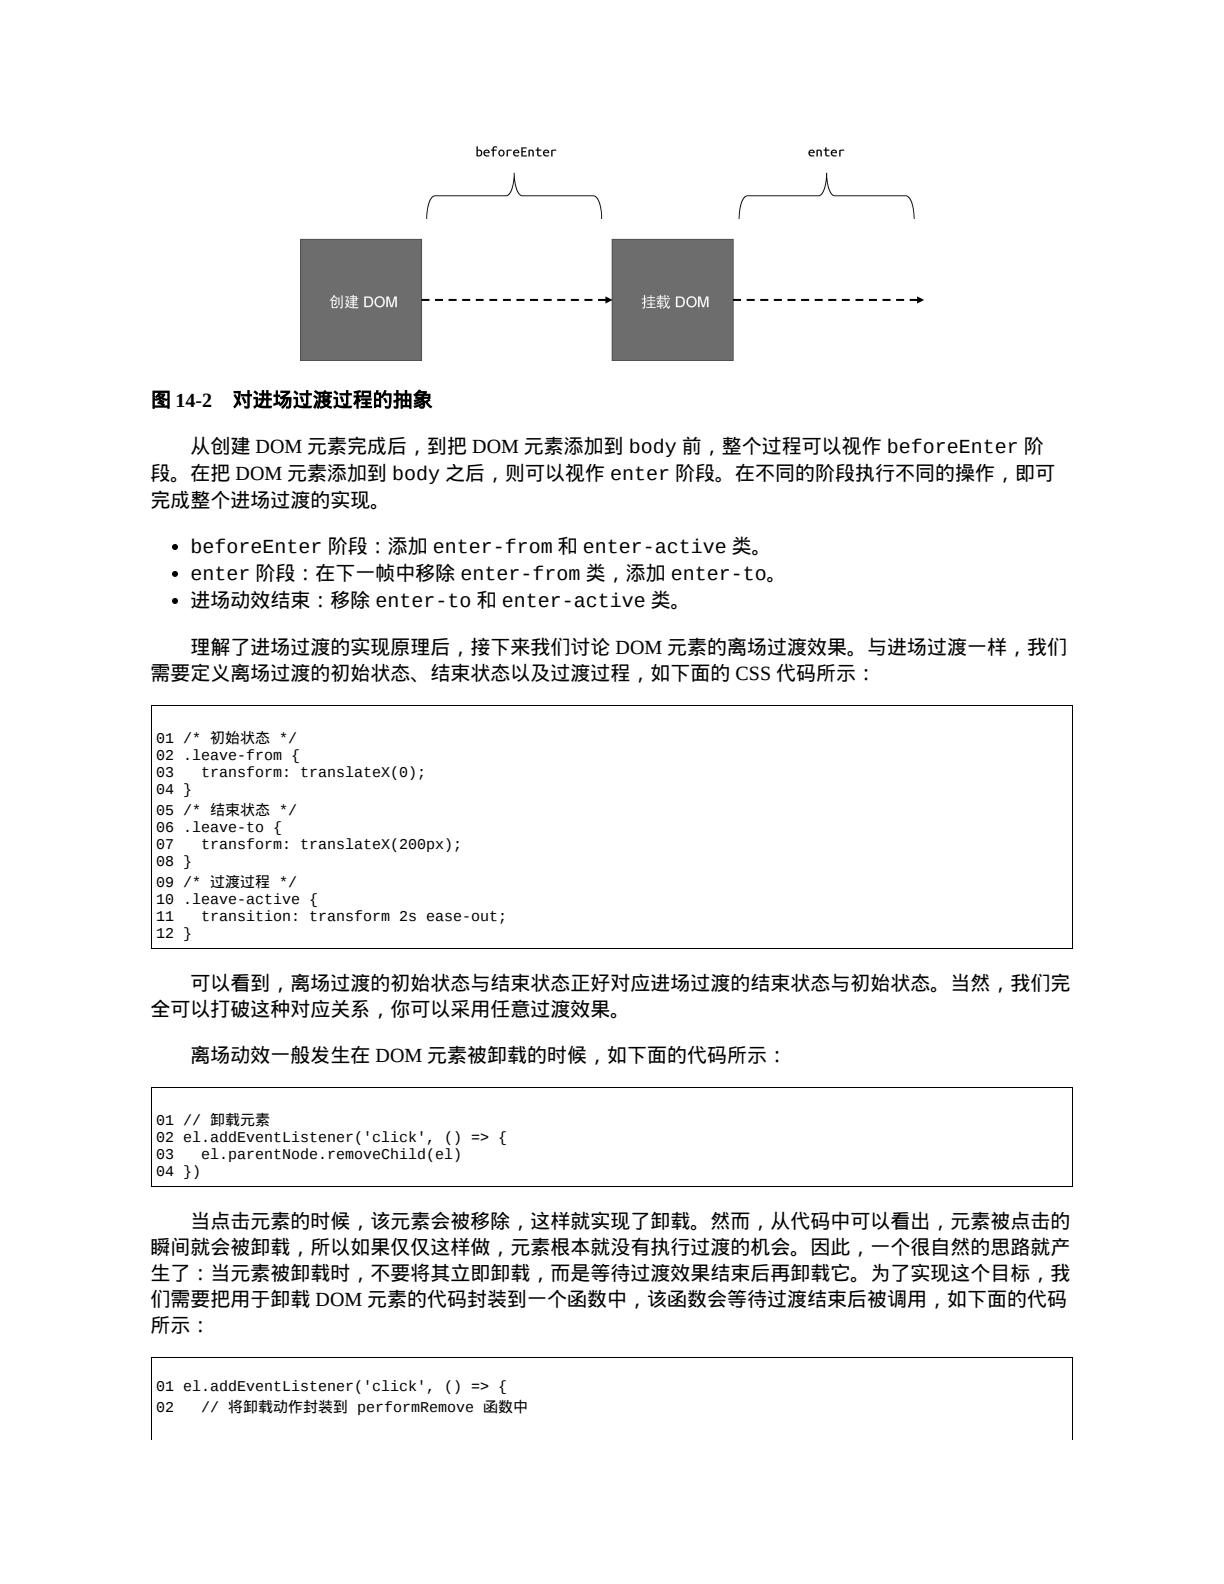 beforeEnter
enter
创建 DOM
挂载 DOM
图 14-2　对进场过渡过程的抽象
从创建 DOM 元素完成后，到把 DOM 元素添加到 body 前，整个过程可以视作 beforeEnter 阶
段。在把 DOM 元素添加到 body 之后，则可以视作 enter 阶段。在不同的阶段执行不同的操作，即可
完成整个进场过渡的实现。
• beforeEnter 阶段：添加 enter-from 和 enter-active 类。
• enter 阶段：在下一帧中移除 enter-from 类，添加 enter-to。
• 进场动效结束：移除 enter-to 和 enter-active 类。
理解了进场过渡的实现原理后，接下来我们讨论 DOM 元素的离场过渡效果。与进场过渡一样，我们
需要定义离场过渡的初始状态、结束状态以及过渡过程，如下面的 CSS 代码所示：
01 /* 初始状态 */
02 .leave-from {
03   transform: translateX(0);
04 }
05 /* 结束状态 */
06 .leave-to {
07   transform: translateX(200px);
08 }
09 /* 过渡过程 */
10 .leave-active {
11   transition: transform 2s ease-out;
12 }
可以看到，离场过渡的初始状态与结束状态正好对应进场过渡的结束状态与初始状态。当然，我们完
全可以打破这种对应关系，你可以采用任意过渡效果。
离场动效一般发生在 DOM 元素被卸载的时候，如下面的代码所示：
01 // 卸载元素
02 el.addEventListener('click', () => {
03   el.parentNode.removeChild(el)
04 })
当点击元素的时候，该元素会被移除，这样就实现了卸载。然而，从代码中可以看出，元素被点击的
瞬间就会被卸载，所以如果仅仅这样做，元素根本就没有执行过渡的机会。因此，一个很自然的思路就产
生了：当元素被卸载时，不要将其立即卸载，而是等待过渡效果结束后再卸载它。为了实现这个目标，我
们需要把用于卸载 DOM 元素的代码封装到一个函数中，该函数会等待过渡结束后被调用，如下面的代码
所示：
01 el.addEventListener('click', () => {
02   // 将卸载动作封装到 performRemove 函数中